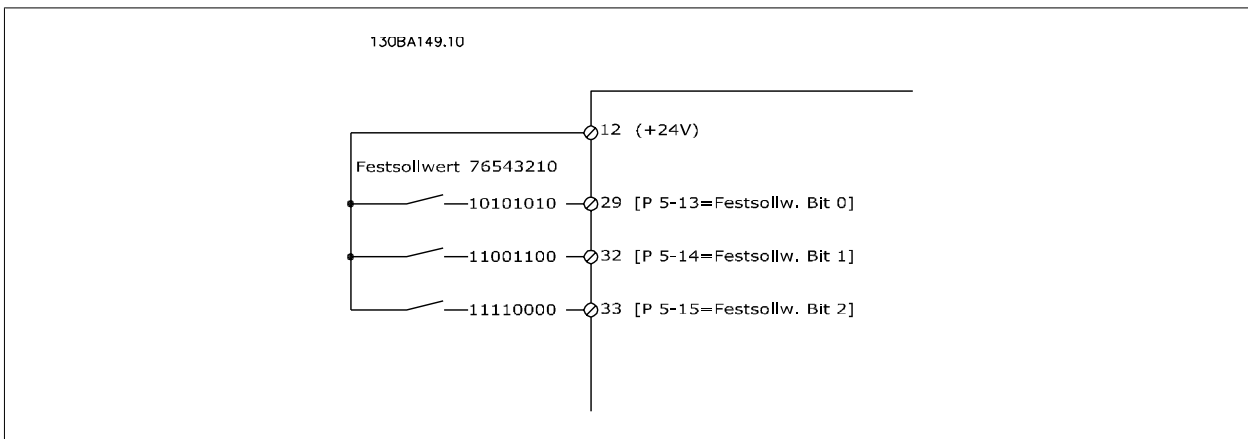 130BA149.10
12 (+24V)
Festsollwert 76543210
10101010 29 [P 5-13=Festsollw. Bit 0]
11001100 32 [P 5-14=Festsollw. Bit 1]
11110000 33 [P 5-15=Festsollw. Bit 2]